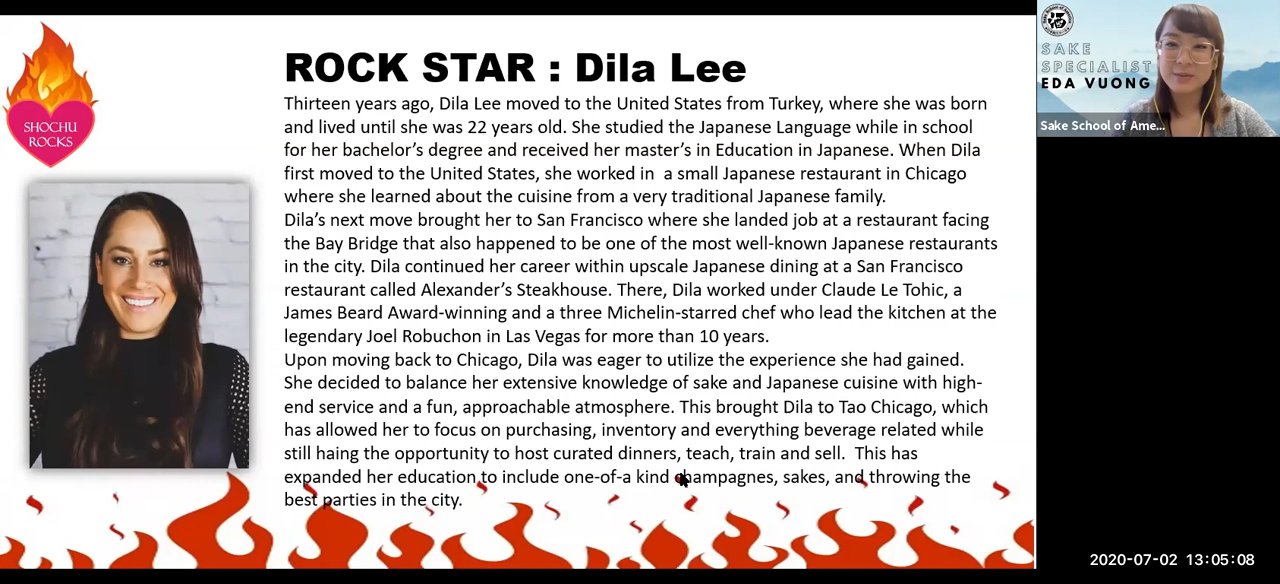 ROCK STAR : Dila Lee
Thirteen years ago, Dila Lee moved to the United States from Turkey, where she was born
and lived until she was 22 years old. She studied the Japanese Language while in school
for her bachelor's degree and received her master's in Education in Japanese. When Dila
first moved to the United States, she worked in  a small Japanese restaurant in Chicago
where she learned about the cuisine from a very traditional Japanese family.
Dila's next move brought her to San Francisco where she landed job at a restaurant facing
the Bay Bridge that also happened to be one of the most well-known Japanese restaurants
in the city. Dila continued her career within upscale Japanese dining at a San Francisco
restaurant called Alexander's Steakhouse. There, Dila worked under Claude Le Tohic, a
James Beard Award-winning and a three Michelin-starred chef who lead the kitchen at the
legendary Joel Robuchon in Las Vegas for more than 10 years.
Upon moving back to Chicago, Dila was eager to utilize the experience she had gained.
She decided to balance her extensive knowledge of sake and Japanese cuisine with high-
end service and a fun, approachable atmosphere. This brought Dila to Tao Chicago, which
has allowed her to focus on purchasing, inventory and everything beverage related while
still haing the opportunity to host curated dinners, teach, train and sell.  This has
expanded her education to include one-of-a kind champagnes, sakes, and throwing the
best parties in the city.
SHOCHU
ROCKS
SAKE
SPECIALIST
EDA VUONG
Sake School of Ame...
2020-07-02 13:05:08